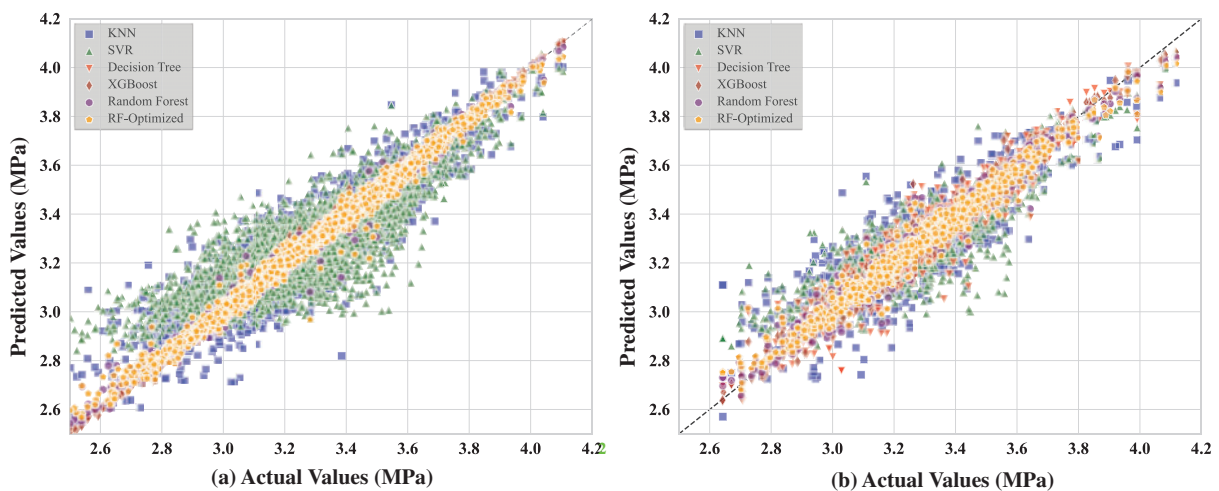 4.2
4.0
3.8
3.6
3.4
3.2
3.0
2.8
2.6
Predicted Values (MPa)
KNN
SVR
Decision Tree
XGBoost
Random Forest
RF-Optimized
2.6 2.8 3.0 3.2 3.4 3.6 3.8 4.0 4.2
2
(a) Actual Values (MPa)
4.2
4.0
3.8
3.6
3.4
3.2
3.0
2.8
2.6
Predicted Values (MPa)
KNN
SVR
Decision Tree
XGBoost
Random Forest
RF-Optimized
2.6 2.8 3.0 3.2 3.4 3.6 3.8 4.0 4.2
(b) Actual Values (MPa)